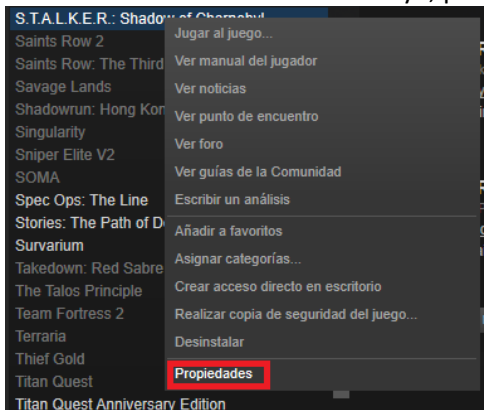 S.T.A.L.K.E.R.: Shadow of Chernobyl
Saints Row 2
Saints Row: The Third
Savage Lands
Shadowrun: Hong Kon
Singularity
Sniper Elite V2
SOMA
Spec Ops: The Line
Stories: The Path of D
Survarium
Takedown: Red Sabre
The Talos Principle
Team Fortress 2
Terraria
Thief Gold
Titan Quest
Titan Quest Anniversary Edition
Jugar al juego...
Ver manual del jugador
Ver noticias
Ver punto de encuentro
Ver foro
Ver guías de la Comunidad
Escribir un análisis
Añadir a favoritos
Asignar categorías...
Crear acceso directo en escritorio
Realizar copia de seguridad del juego...
Desinstalar
Propiedades